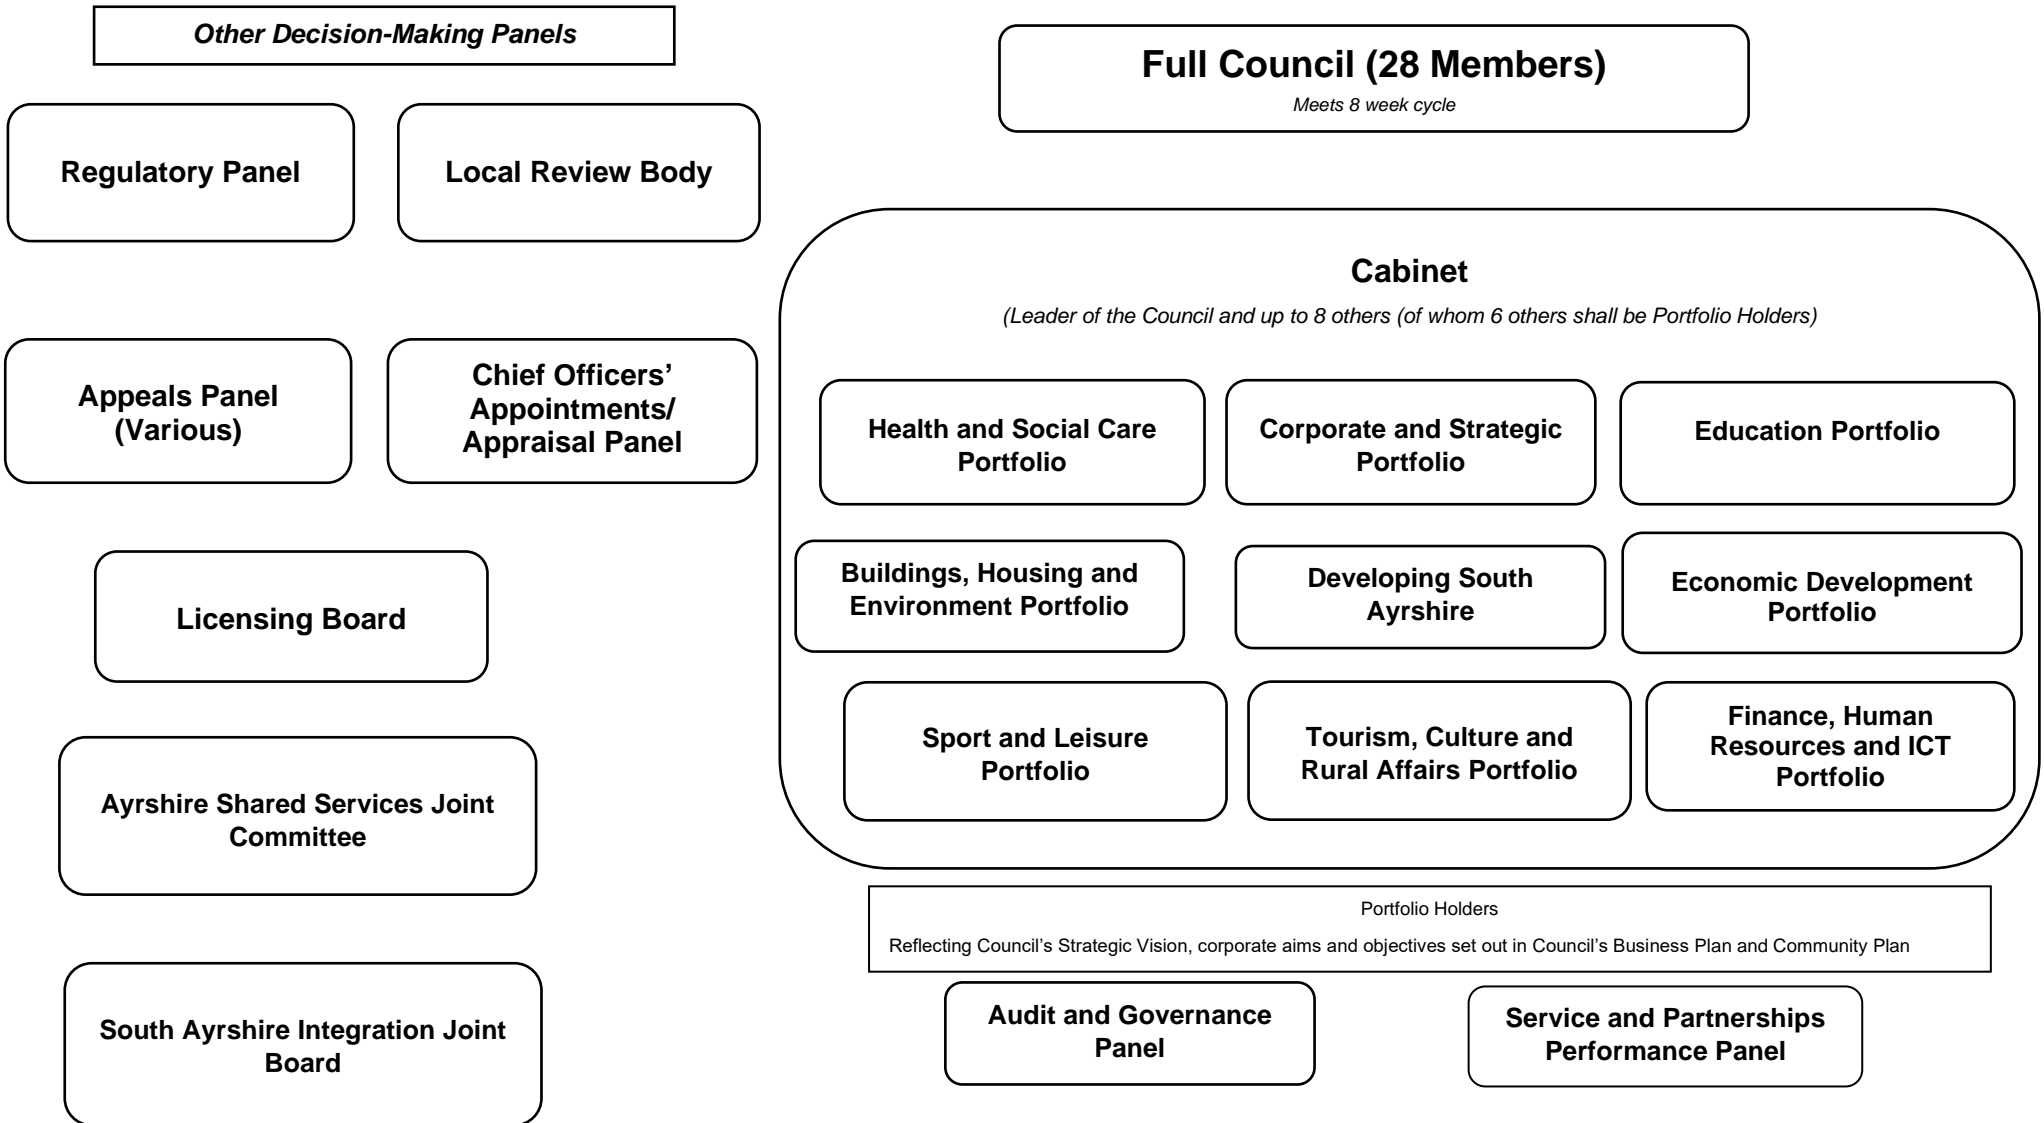 Other Decision-Making Panels
Regulatory Panel
Local Review Body
Appeals Panel
(Various)
Chief Officers’
Appointments/
Appraisal Panel
Licensing Board
Ayrshire Shared Services Joint
Committee
South Ayrshire Integration Joint
Board
Full Council (28 Members)
Meets 8 week cycle
Cabinet
(Leader of the Council and up to 8 others (of whom 6 others shall be Portfolio Holders)
Health and Social Care
Portfolio
Corporate and Strategic
Portfolio
Education Portfolio
Buildings, Housing and
Environment Portfolio
Developing South
Ayrshire
Economic Development
Portfolio
Sport and Leisure
Portfolio
Tourism, Culture and
Rural Affairs Portfolio
Finance, Human
Resources and ICT
Portfolio
Portfolio Holders
Reflecting Council’s Strategic Vision, corporate aims and objectives set out in Council’s Business Plan and Community Plan
Audit and Governance
Panel
Service and Partnerships
Performance Panel